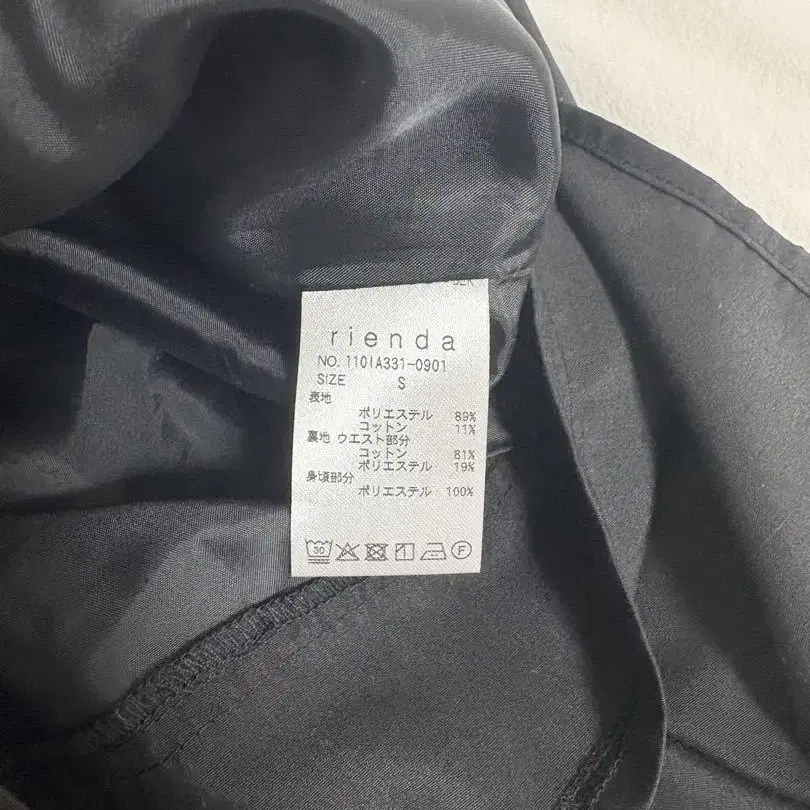 rienda
NO. 1101A331-0901
SIZE S
表地
ポリエステル 89%
コットン 11%
裏地 ウエスト部分
コットン 81%
ポリエステル 19%
身頃部分
ポリエステル 100%
30
F